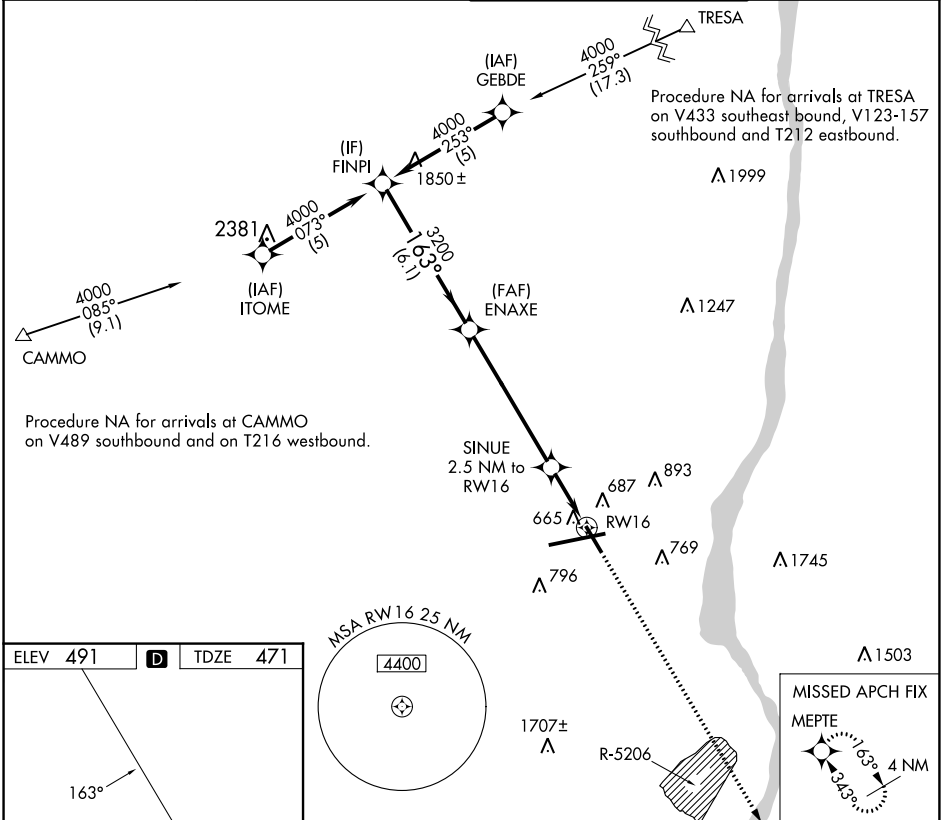 TRESA
4000
259°
(17.3)
(IAF)
GEBDE
Procedure NA for arrivals at TRESA
on V433 southeast bound, V123-157
southbound and T212 eastbound.
4000
253°
(5)
(IF)
FINPI
1850 ±
1999
2381
4000
073°
(5)
3200
163°
(6.1)
(IAF)
ITOME
4000
085°
(9.1)
CAMMO
(FAF)
ENAXE
1247
Procedure NA for arrivals at CAMMO
on V489 southbound and on T216 westbound.
SINUE
2.5 NM to
RW16
687
893
665
RW16
769
1745
796
MSA RW16 25 NM
4400
ELEV 491
D
TDZE 471
163°
1503
1707±
R-5206
MISSED APCH FIX
MEPTE
163°
343°
4 NM